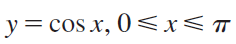 y = cos x, 0 ⩽ x ⩽ π